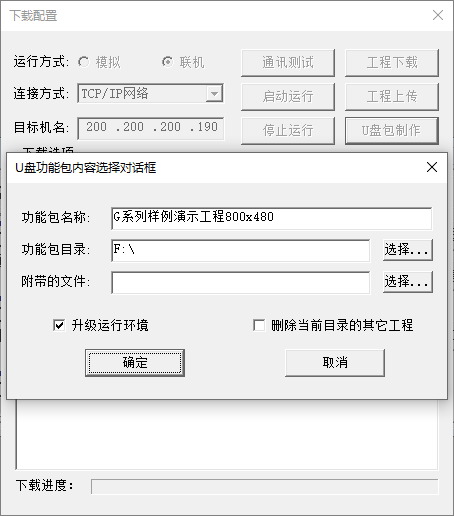 下载配置
运行方式: 模拟 联机 通讯测试 工程下载
连接方式: TCP/IP网络 启动运行 工程上传
目标机名: 200 .200 .200 .190 停止运行 U盘包制作
下载选项
U盘功能包内容选择对话框
功能包名称: G系列样例演示工程800x480
功能包目录: F:\ 选择...
附带的文件: 选择...
升级运行环境 删除当前目录的其它工程
确定 取消
下载进度: